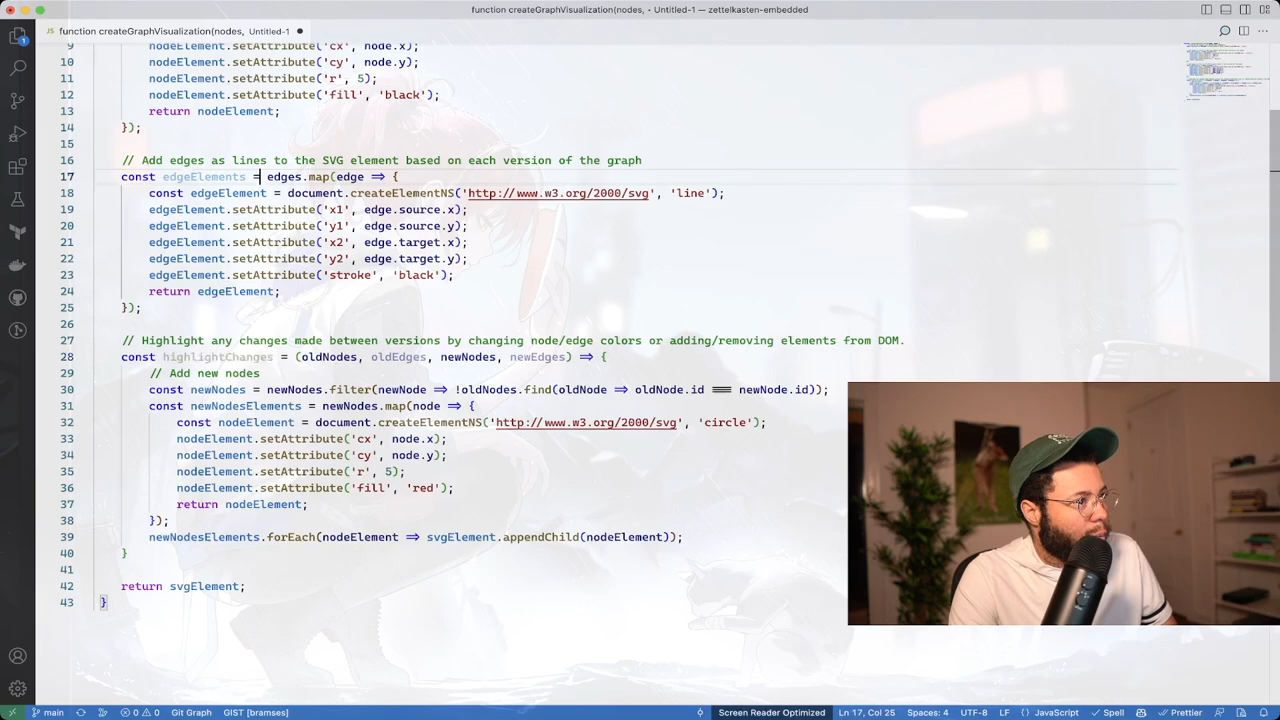 function createGraphVisualization(nodes, • Untitled-1 — zettelkasten-embedded
JS function createGraphVisualization(nodes, Untitled-1 ●
9 nodeElement.setAttribute('cx', node.x);
10 nodeElement.setAttribute('cy', node.y);
11 nodeElement.setAttribute('r', 5);
12 nodeElement.setAttribute('fill', 'black');
13 return nodeElement;
14 });
15
16 // Add edges as lines to the SVG element based on each version of the graph
17 const edgeElements = edges.map(edge => {
18 const edgeElement = document.createElementNS('http://www.w3.org/2000/svg', 'line');
19 edgeElement.setAttribute('x1', edge.source.x);
20 edgeElement.setAttribute('y1', edge.source.y);
21 edgeElement.setAttribute('x2', edge.target.x);
22 edgeElement.setAttribute('y2', edge.target.y);
23 edgeElement.setAttribute('stroke', 'black');
24 return edgeElement;
25 });
26
27 // Highlight any changes made between versions by changing node/edge colors or adding/removing elements from DOM.
28 const highlightChanges = (oldNodes, oldEdges, newNodes, newEdges) => {
29 // Add new nodes
30 const newNodes = newNodes.filter(newNode => !oldNodes.find(oldNode => oldNode.id === newNode.id));
31 const newNodesElements = newNodes.map(node => {
32 const nodeElement = document.createElementNS('http://www.w3.org/2000/svg', 'circle');
33 nodeElement.setAttribute('cx', node.x);
34 nodeElement.setAttribute('cy', node.y);
35 nodeElement.setAttribute('r', 5);
36 nodeElement.setAttribute('fill', 'red');
37 return nodeElement;
38 });
39 newNodesElements.forEach(nodeElement => svgElement.appendChild(nodeElement));
40 }
41
42 return svgElement;
43 }
main 0 0 Git Graph GIST [bramses] Screen Reader Optimized Ln 17, Col 25 Spaces: 4 UTF-8 LF {} JavaScript Spell Prettier